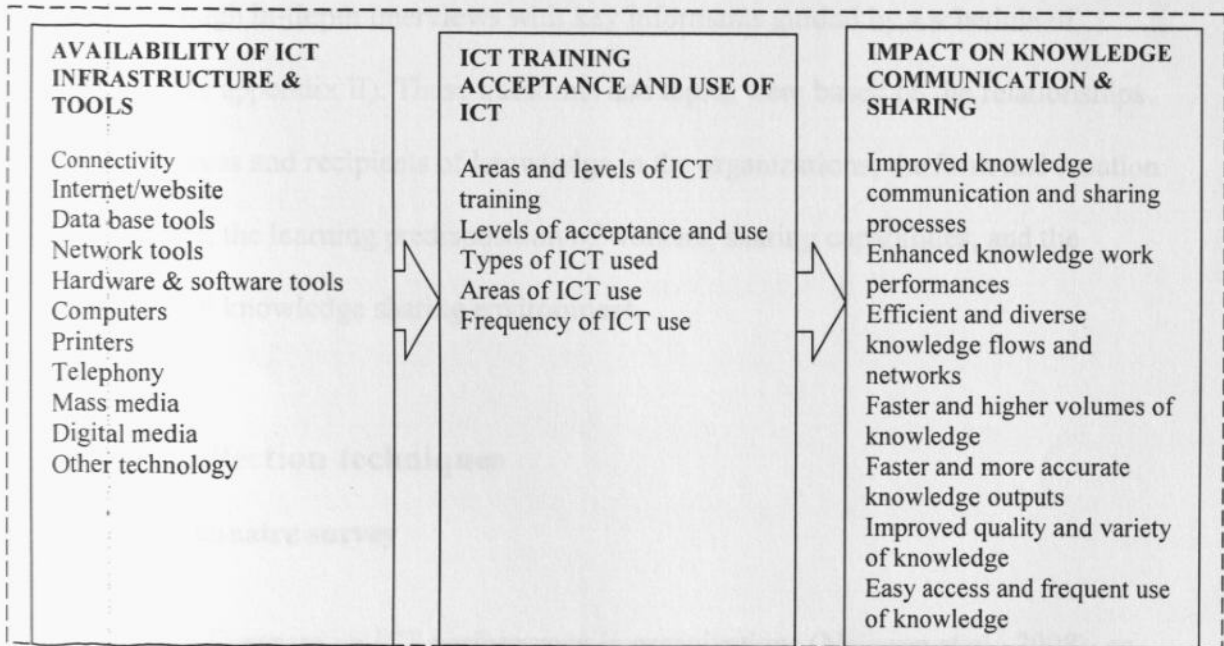 AVAILABILITY OF ICT
INFRASTRUCTURE &
TOOLS
Connectivity
Internet/website
Data base tools
Network tools
Hardware & software tools
Computers
Printers
Telephony
Mass media
Digital media
Other technology
ICT TRAINING
ACCEPTANCE AND USE OF
ICT
Areas and levels of ICT
training
Levels of acceptance and use
Types of ICT used
Areas of ICT use
Frequency of ICT use
IMPACT ON KNOWLEDGE
COMMUNICATION &
SHARING
Improved knowledge
communication and sharing
processes
Enhanced knowledge work
performances
Efficient and diverse
knowledge flows and
networks
Faster and higher volumes of
knowledge
Faster and more accurate
knowledge outputs
Improved quality and variety
of knowledge
Easy access and frequent use
of knowledge